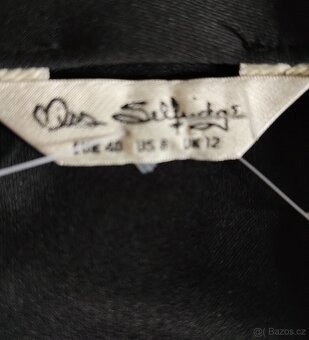 Miss Selfridge
EUR 40 US 8 UK 12
@( Bazos.cz